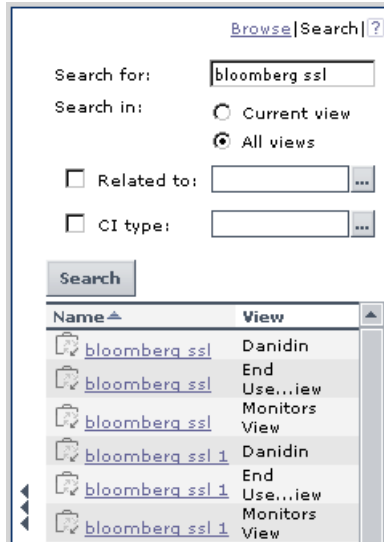 Browse|Search|?
Search for: bloomberg ssl
Search in: Current view
All views
Related to: ...
CI type: ...
Search
Name View
bloomberg ssl Danidin
bloomberg ssl End Use...iew
bloomberg ssl Monitors View
bloomberg ssl 1 Danidin
bloomberg ssl 1 End Use...iew
bloomberg ssl 1 Monitors View